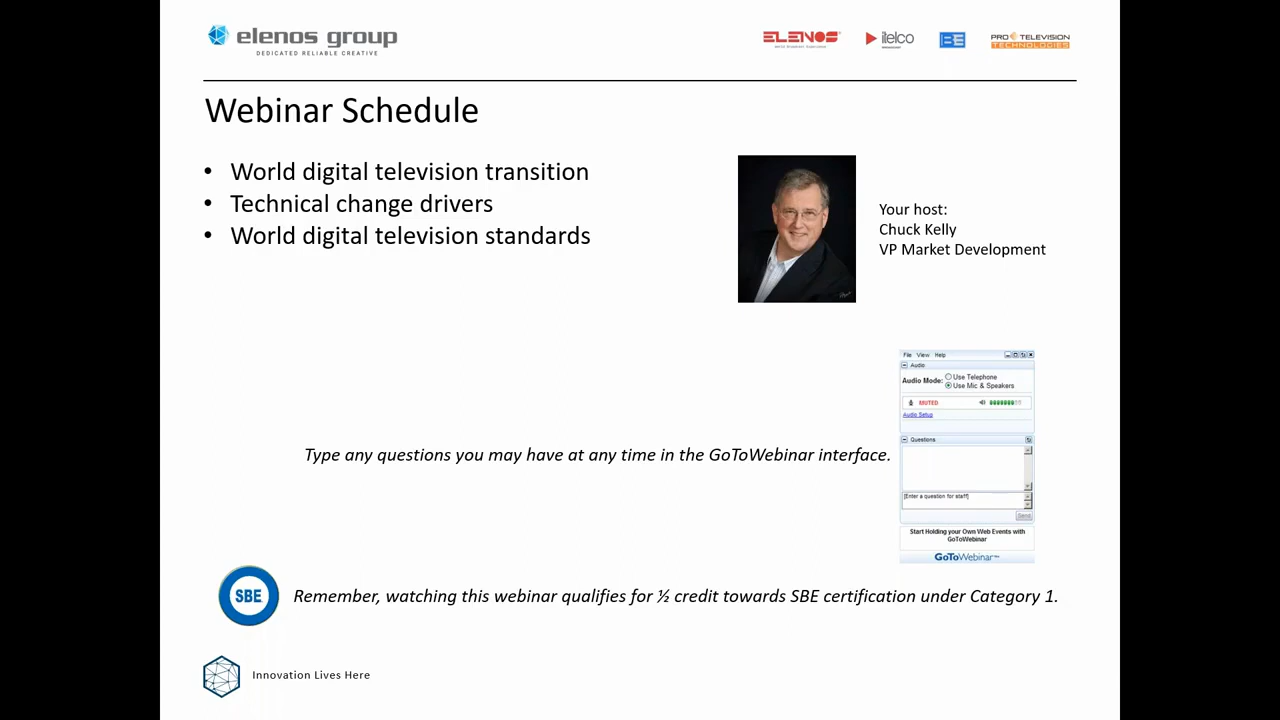 elenos group
DEDICATED RELIABLE CREATIVE
ELENOS
itelco
BE
PRO TELEVISION
TECHNOLOGIES
Webinar Schedule
• World digital television transition
• Technical change drivers
• World digital television standards
Your host:
Chuck Kelly
VP Market Development
File View Help
Audio
Audio Mode: Use Telephone
Use Mic & Speakers
MUTED
Audio Setup
Questions
[Enter a question for staff]
Send
Start Holding your Own Web Events with
GoToWebinar
GoToWebinar
Type any questions you may have at any time in the GoToWebinar interface.
SBE
Remember, watching this webinar qualifies for ½ credit towards SBE certification under Category 1.
Innovation Lives Here